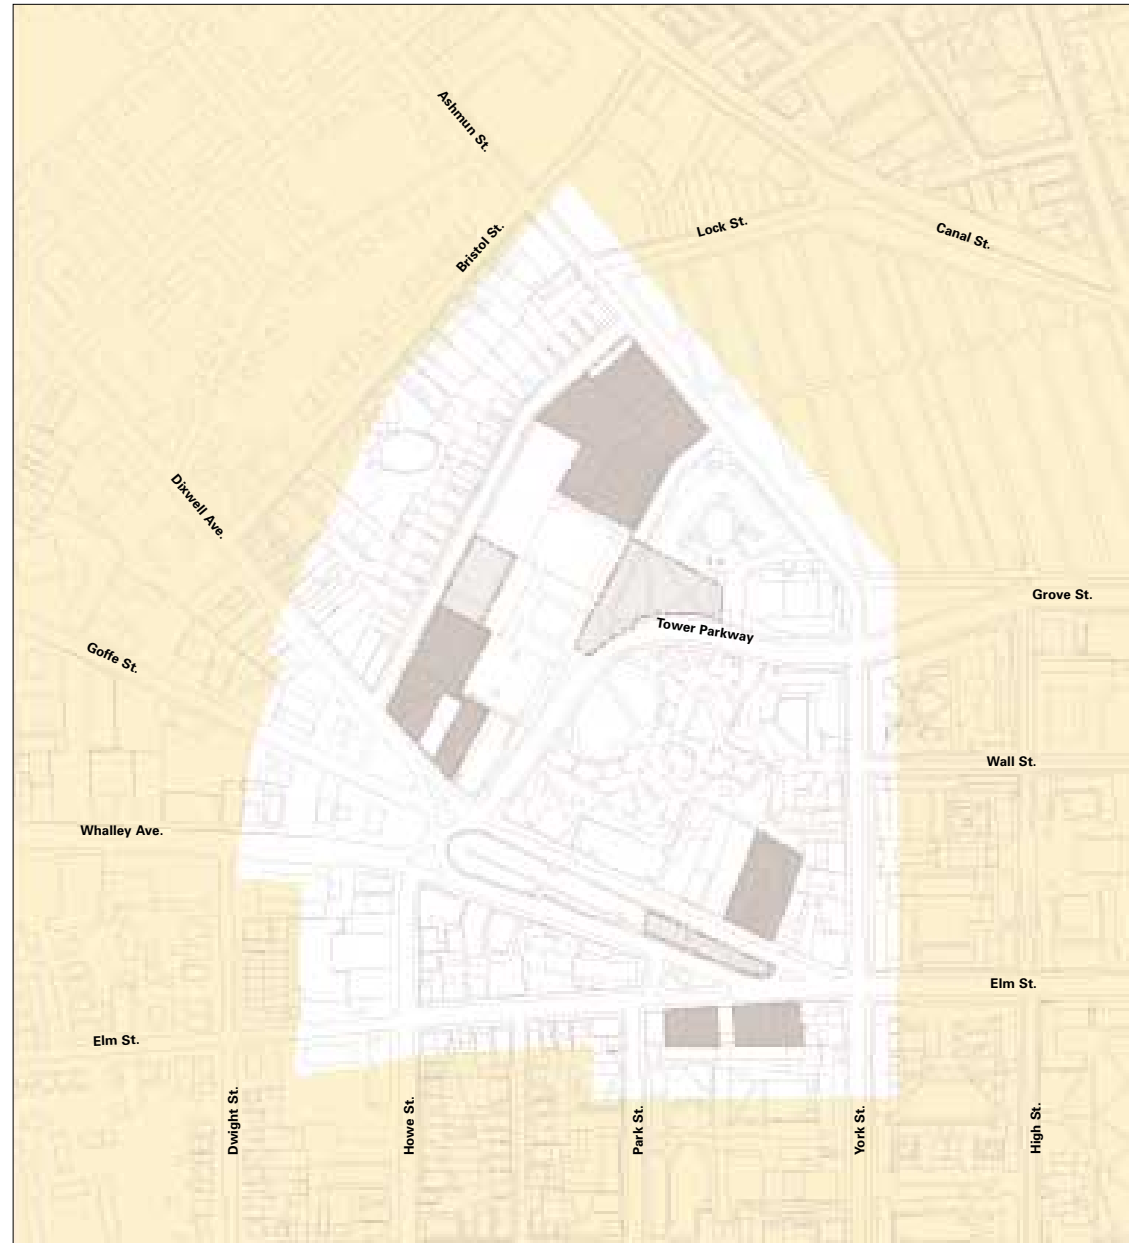 Ashmun St.
Lock St.
Canal St.
Bristol St.
Dixwell Ave.
Grove St.
Tower Parkway
Goffe St.
Wall St.
Whalley Ave.
Elm St.
Elm St.
Dwight St.
Howe St.
Park St.
York St.
High St.